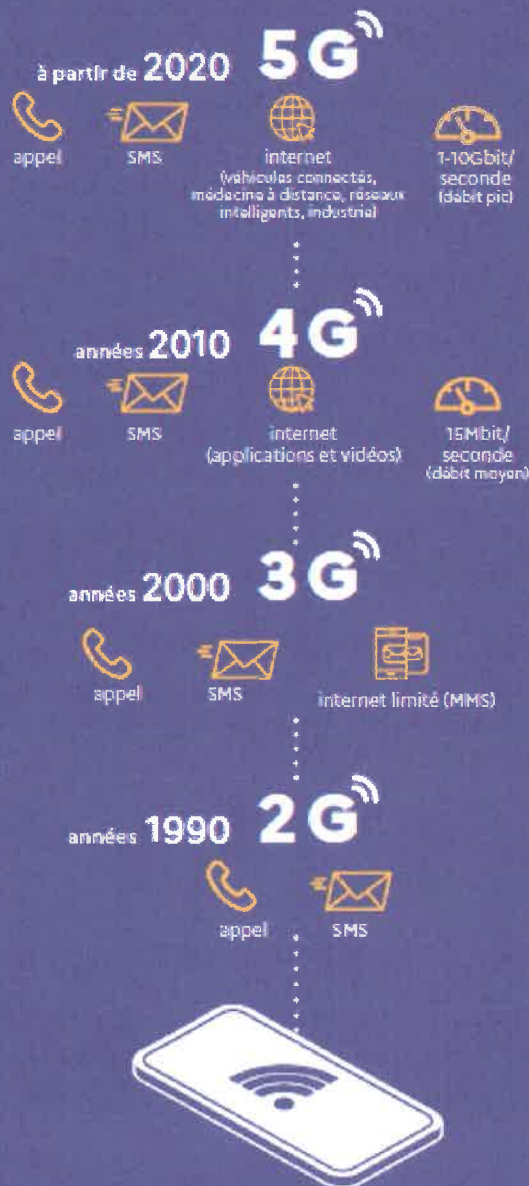 à partir de 2020 5G
appel
SMS
internet
(véhicules connectés,
médecine à distance, réseaux
intelligents, industrie)
1-10Gbit/
seconde
(débit pic)
années 2010 4G
appel
SMS
internet
(applications et vidéos)
15Mbit/
seconde
(débit moyen)
années 2000 3G
appel
SMS
internet limité (MMS)
années 1990 2G
appel
SMS